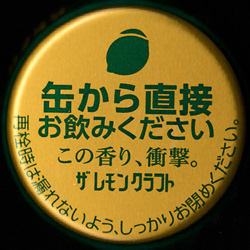 缶から直接
お飲みください
この香り、衝撃。
ザ レモンクラフト
再栓時は漏れないよう、しっかりお閉めください。